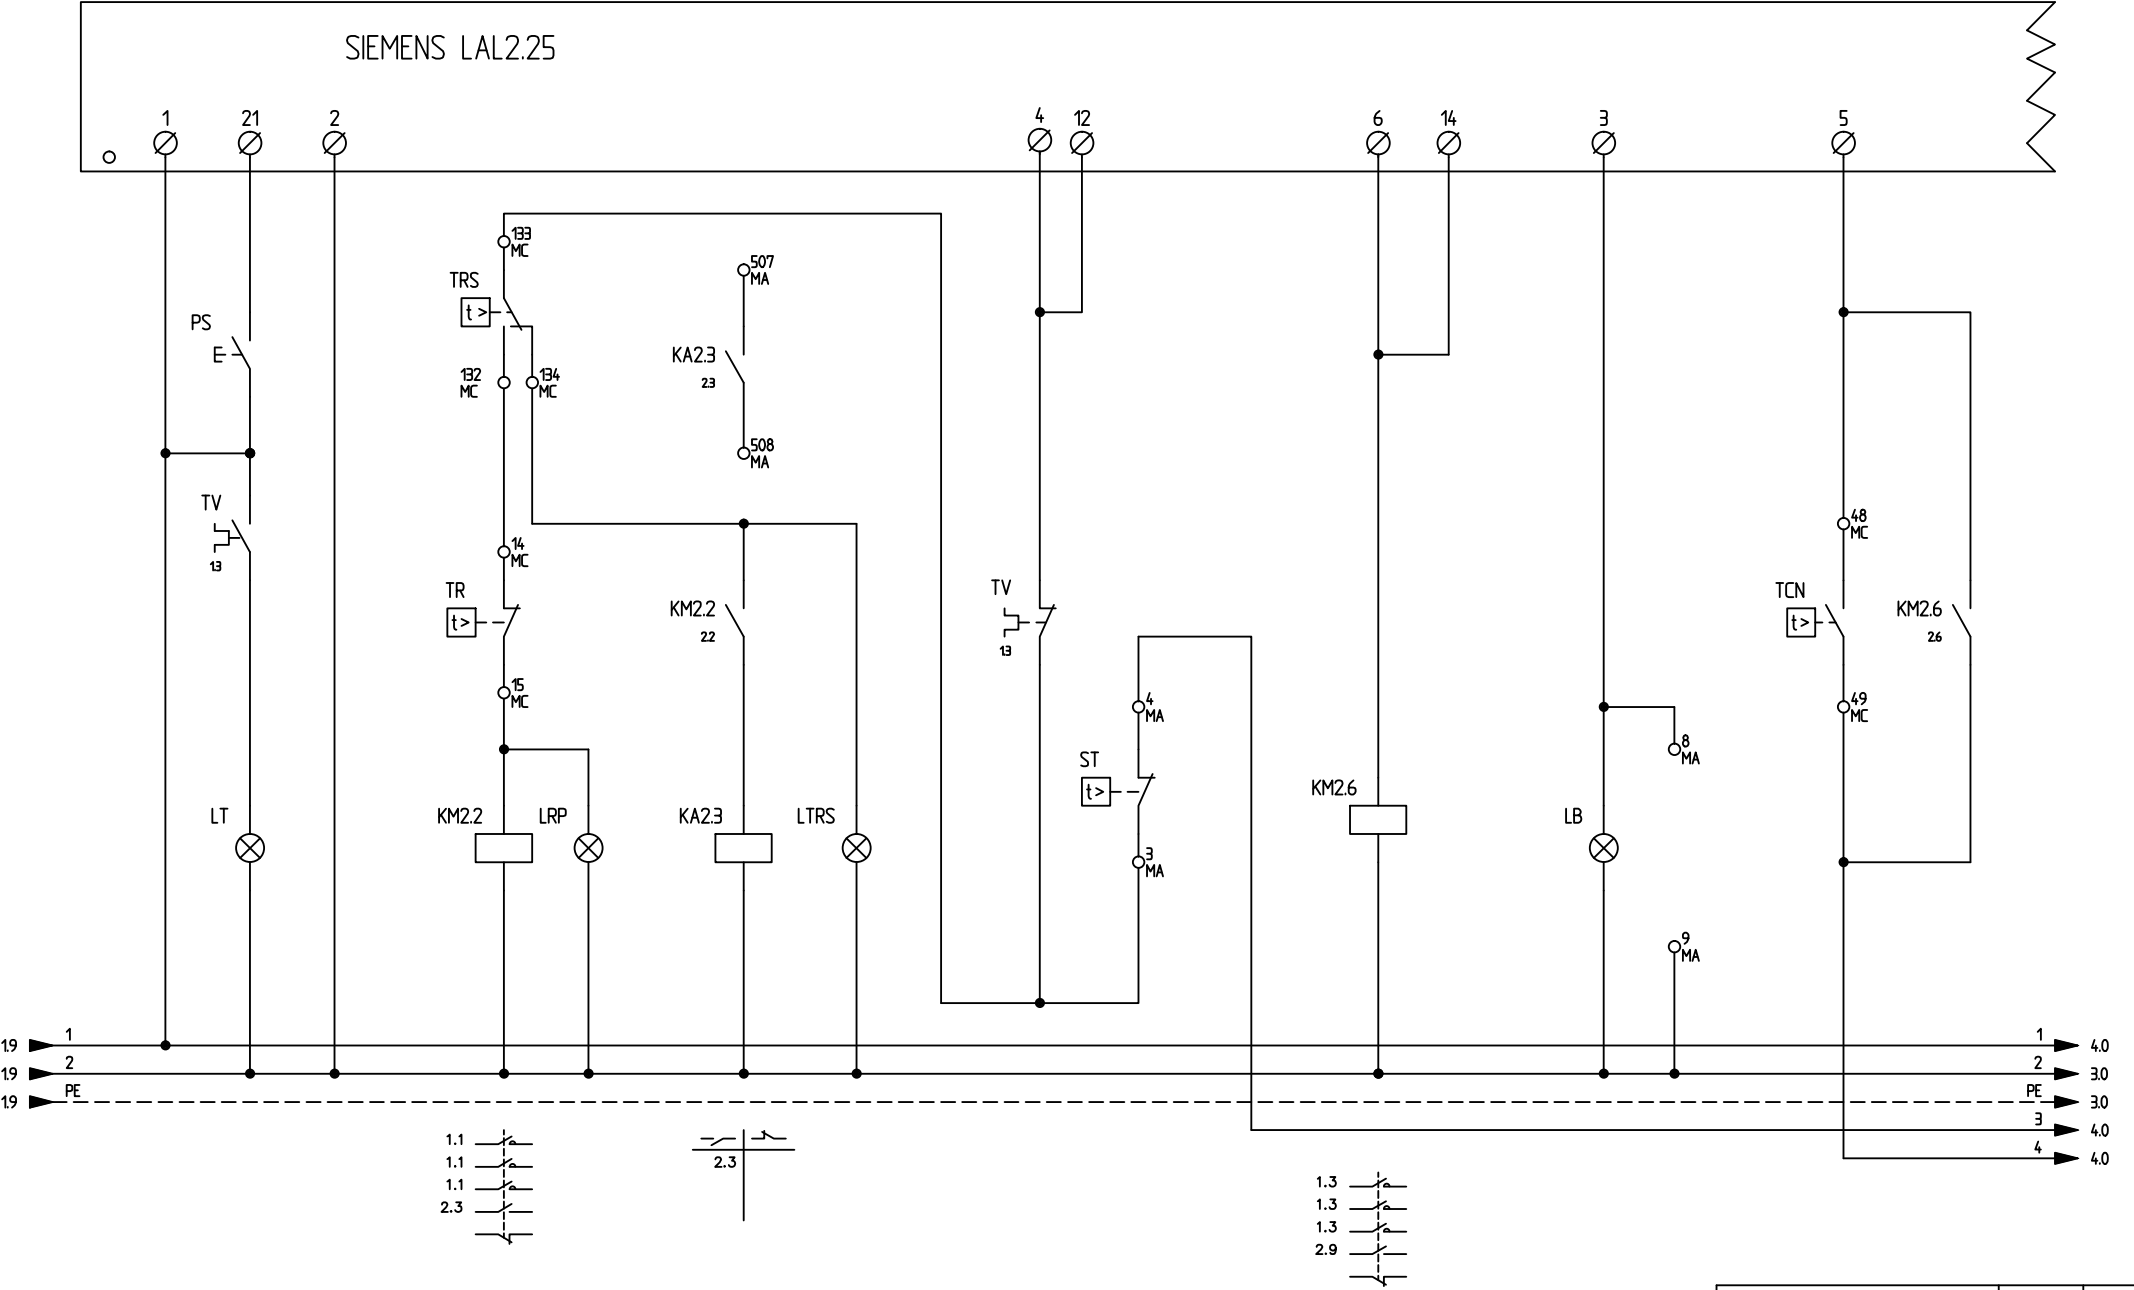 SIEMENS LAL2.25
1 21 2 4 12 6 14 3 5
133
MC
TRS
t >
132
MC
134
MC
507
MA
KA2.3
2.3
508
MA
PS
TV
1.3
14
MC
TR
t>
15
MC
KM2.2
2.2
TV
1.3
4
MA
ST
t>
3
MA
48
MC
TCN
t>
49
MC
KM2.6
2.6
8
MA
9
MA
LT
KM2.2
LRP
KA2.3
LTRS
KM2.6
LB
1.9 1 1 4.0
1.9 2 2 3.0
1.9 PE PE 3.0
3 4.0
4 4.0
1.1
1.1
1.1
2.3
2.3
1.3
1.3
1.3
2.9